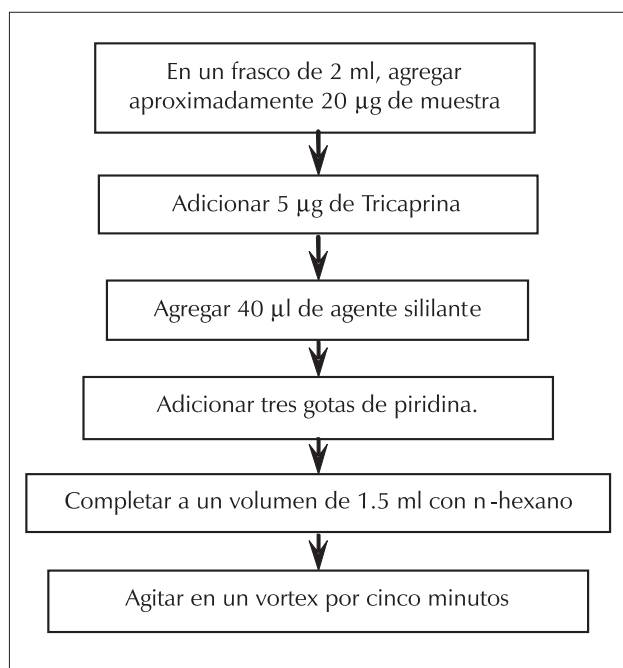 En un frasco de 2 ml, agregar
aproximadamente 20 μg de muestra
Adicionar 5 μg de Tricaprina
Agregar 40 μl de agente sililante
Adicionar tres gotas de piridina.
Completar a un volumen de 1.5 ml con n-hexano
Agitar en un vortex por cinco minutos